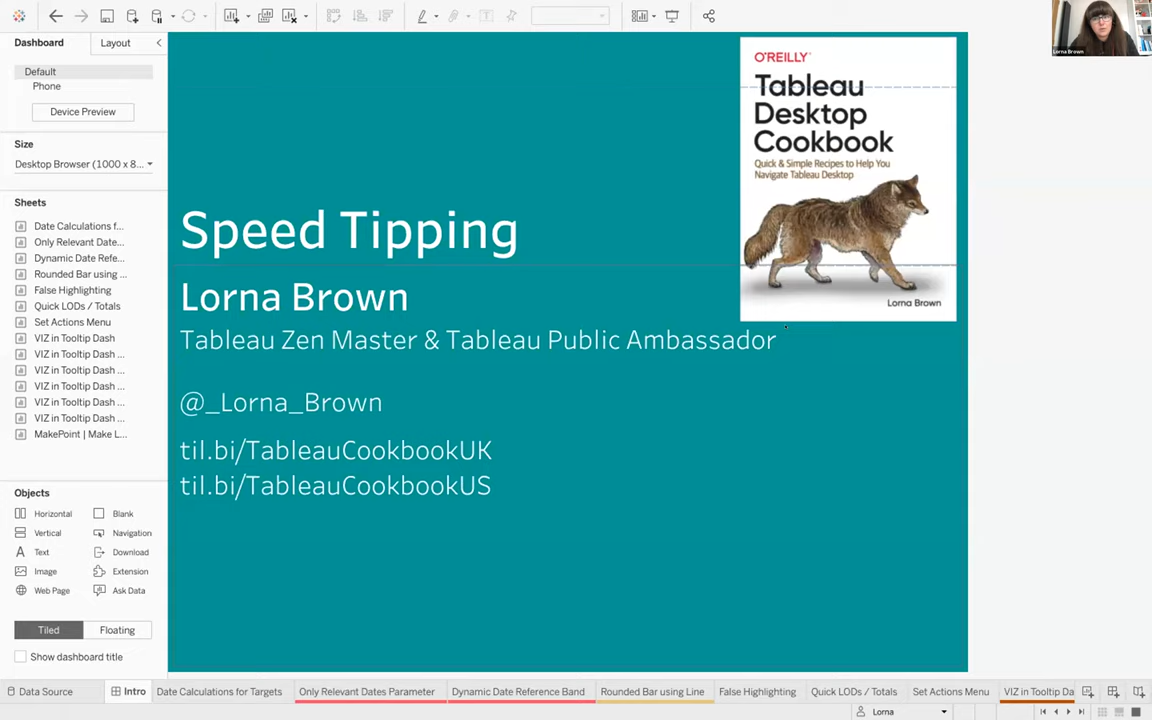 Dashboard
Layout
Default
Phone
Device Preview
Size
Desktop Browser (1000 x 8...
Sheets
Date Calculations f...
Only Relevant Date...
Dynamic Date Refe...
Rounded Bar using ...
False Highlighting
Quick LODs / Totals
Set Actions Menu
VIZ in Tooltip Dash
VIZ in Tooltip Dash ...
VIZ in Tooltip Dash ...
VIZ in Tooltip Dash ...
VIZ in Tooltip Dash ...
VIZ in Tooltip Dash ...
MakePoint | Make L...
Objects
Horizontal
Blank
Vertical
Navigation
Text
Download
Image
Extension
Web Page
Ask Data
Tiled
Floating
Show dashboard title
Speed Tipping
Lorna Brown
Tableau Zen Master & Tableau Public Ambassador
@_Lorna_Brown
til.bi/TableauCookbookUK
til.bi/TableauCookbookUS
O'REILLY
Tableau
Desktop
Cookbook
Quick & Simple Recipes to Help You
Navigate Tableau Desktop
Lorna Brown
Lorna Brown
Data Source
Intro
Date Calculations for Targets
Only Relevant Dates Parameter
Dynamic Date Reference Band
Rounded Bar using Line
False Highlighting
Quick LODs / Totals
Set Actions Menu
VIZ in Tooltip Da
Lorna